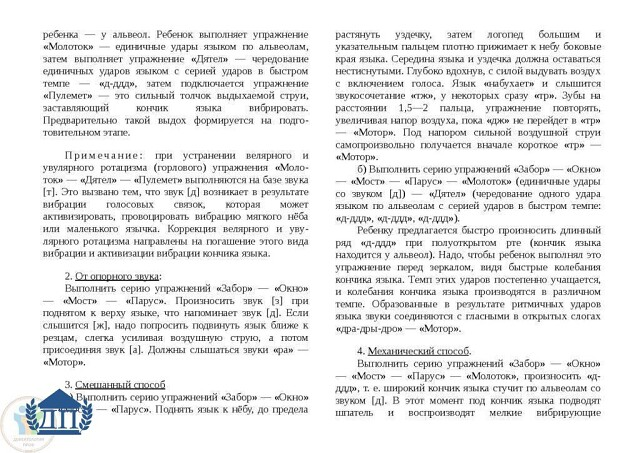 ребенка — у альвеол. Ребенок выполняет упражнение
«Молоток» — единичные удары языком по альвеолам,
затем выполняет упражнение «Дятел» — чередование
единичных ударов языком с серией ударов в быстром
темпе — «д-ддд», затем подключается упражнение
«Пулемет» — это сильный толчок выдыхаемой струи,
заставляющий кончик языка вибрировать.
Предварительно такой выдох формируется на подго-
товительном этапе.
Примечание: при устранении велярного и
увулярного ротацизма (горлового) упражнения «Моло-
ток» — «Дятел» — «Пулемет» выполняются на базе звука
[т]. Это вызвано тем, что звук [д] возникает в результате
вибрации голосовых связок, которая может
активизировать, провоцировать вибрацию мягкого нёба
или маленького язычка. Коррекция велярного и уву-
лярного ротацизма направлены на погашение этого вида
вибрации и активизации вибрации кончика языка.
2. От опорного звука:
Выполнить серию упражнений «Забор» — «Окно»
— «Мост» — «Парус». Произносить звук [з] при
поднятом к верху языке, что напоминает звук [д]. Если
слышится [ж], надо попросить подвинуть язык ближе к
резцам, слегка усиливая воздушную струю, а потом
присоединяя звук [а]. Должны слышаться звуки «ра» —
«Мотор».
3. Смешанный способ
) Выполнить серию упражнений «Забор» — «Окно»
— «Парус». Поднять язык к нёбу, до предела
ДП
растянуть уздечку, затем логопед большим и
указательным пальцем плотно прижимает к небу боковые
края языка. Середина языка и уздечка должна оставаться
нестиснутыми. Глубоко вдохнув, с силой выдувать воздух
с включением голоса. Язык «набухает» и слышится
звукосочетание «тж», у некоторых сразу «тр». Зубы на
расстоянии 1,5—2 пальца, упражнение повторять,
увеличивая напор воздуха, пока «дж» не перейдет в «тр»
— «Мотор». Под напором сильной воздушной струи
самопроизвольно получается вначале короткое «тр» —
«Мотор».
б) Выполнить серию упражнений «Забор» — «Окно»
— «Мост» — «Парус» — «Молоток» (единичные удары
со звуком [д]) — «Дятел» (чередование одного удара
языком по альвеолам с серией ударов в быстром темпе:
«д-ддд», «д-ддд», «д-ддд»).
Ребенку предлагается быстро произносить длинный
ряд «д-ддд» при полуоткрытом рте (кончик языка
находится у альвеол). Надо, чтобы ребенок выполнял это
упражнение перед зеркалом, видя быстрые колебания
кончика языка. Темп этих ударов постепенно учащается,
и колебания кончика языка производятся в различном
темпе. Образованные в результате ритмичных ударов
языка звуки соединяются с гласными в открытых слогах
«дра-дры-дро» — «Мотор».
4. Механический способ.
Выполнить серию упражнений «Забор» — «Окно»
— «Мост» — «Парус» — «Молоток», произносить «д-
ддд», т. е. широкий кончик языка стучит по альвеолам со
звуком [д]. В этот момент под кончик языка подводят
шпатель и воспроизводят мелкие вибрирующие